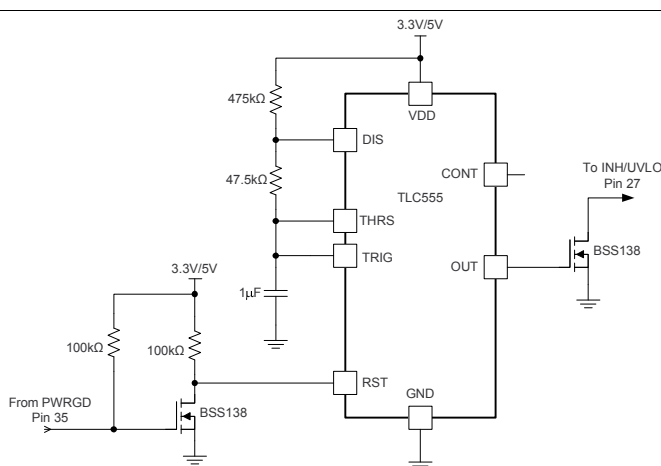 3.3V/5V
475kΩ
VDD
DIS
To INH/UVLO
Pin 27
CONT
47.5kΩ
TLC555
THRS
BSS138
TRIG
OUT
3.3V/5V
1μF
100kΩ
100kΩ
RST
GND
From PWRGD
Pin 35
BSS138